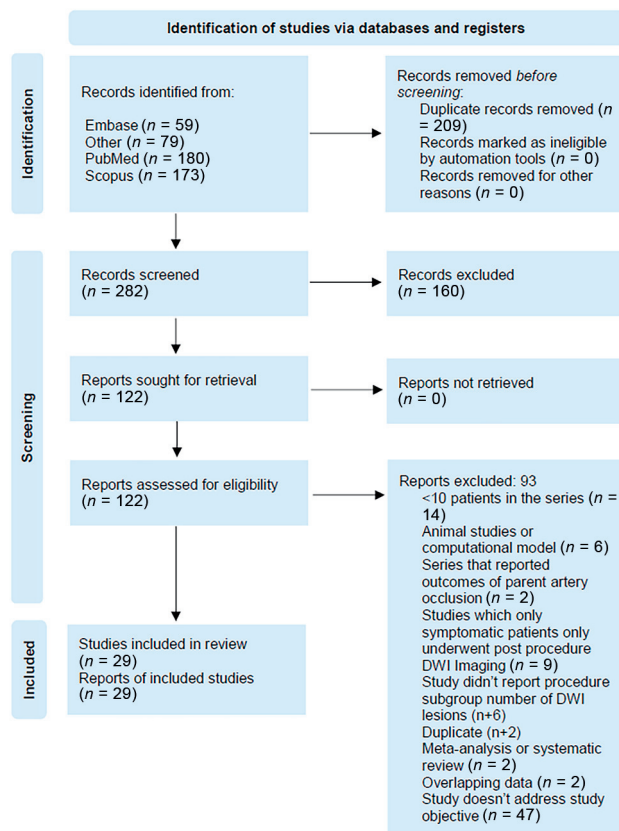 Identification of studies via databases and registers
Identification
Records identified from:
Embase (n = 59)
Other (n = 79)
PubMed (n = 180)
Scopus (n = 173)
Records removed before
screening:
Duplicate records removed (n
= 209)
Records marked as ineligible
by automation tools (n = 0)
Records removed for other
reasons (n = 0)
Screening
Records screened
(n = 282)
Records excluded
(n = 160)
Reports sought for retrieval
(n = 122)
Reports not retrieved
(n = 0)
Reports assessed for eligibility
(n = 122)
Reports excluded: 93
<10 patients in the series (n =
14)
Animal studies or
computational model (n = 6)
Series that reported
outcomes of parent artery
occlusion (n = 2)
Studies which only
symptomatic patients only
underwent post procedure
DWI Imaging (n = 9)
Study didn't report procedure
subgroup number of DWI
lesions (n+6)
Duplicate (n+2)
Meta-analysis or systematic
review (n = 2)
Overlapping data (n = 2)
Study doesn't address study
objective (n = 47)
Included
Studies included in review
(n = 29)
Reports of included studies
(n = 29)